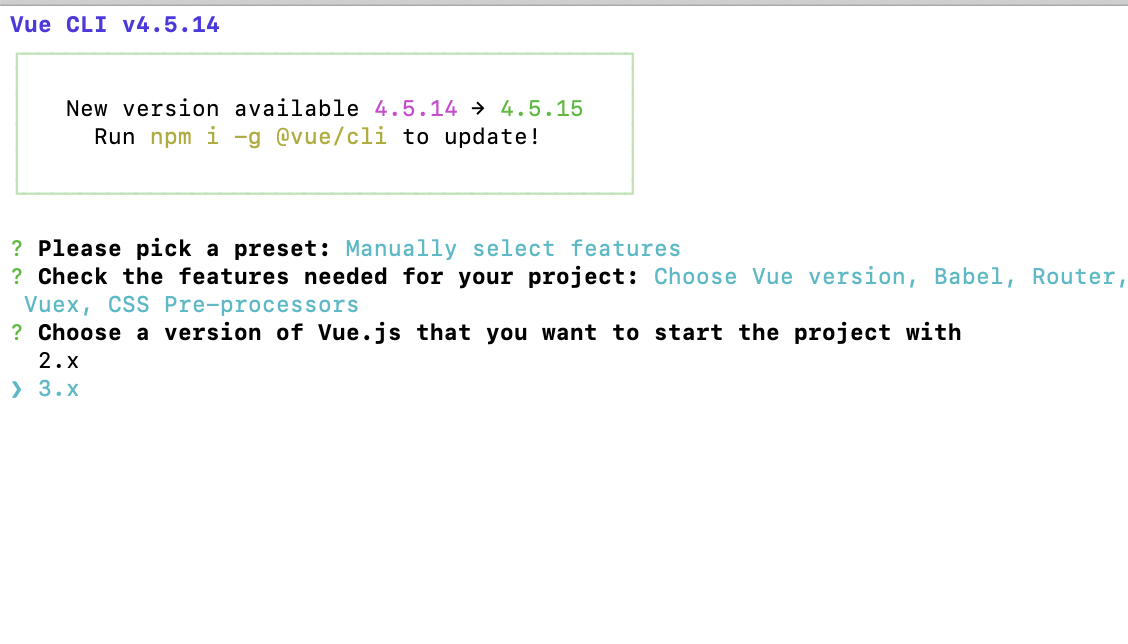 Vue CLI v4.5.14
New version available 4.5.14 → 4.5.15
Run npm i -g @vue/cli to update!
? Please pick a preset: Manually select features
? Check the features needed for your project: Choose Vue version, Babel, Router,
Vuex, CSS Pre-processors
? Choose a version of Vue.js that you want to start the project with
2.x
❯ 3.x